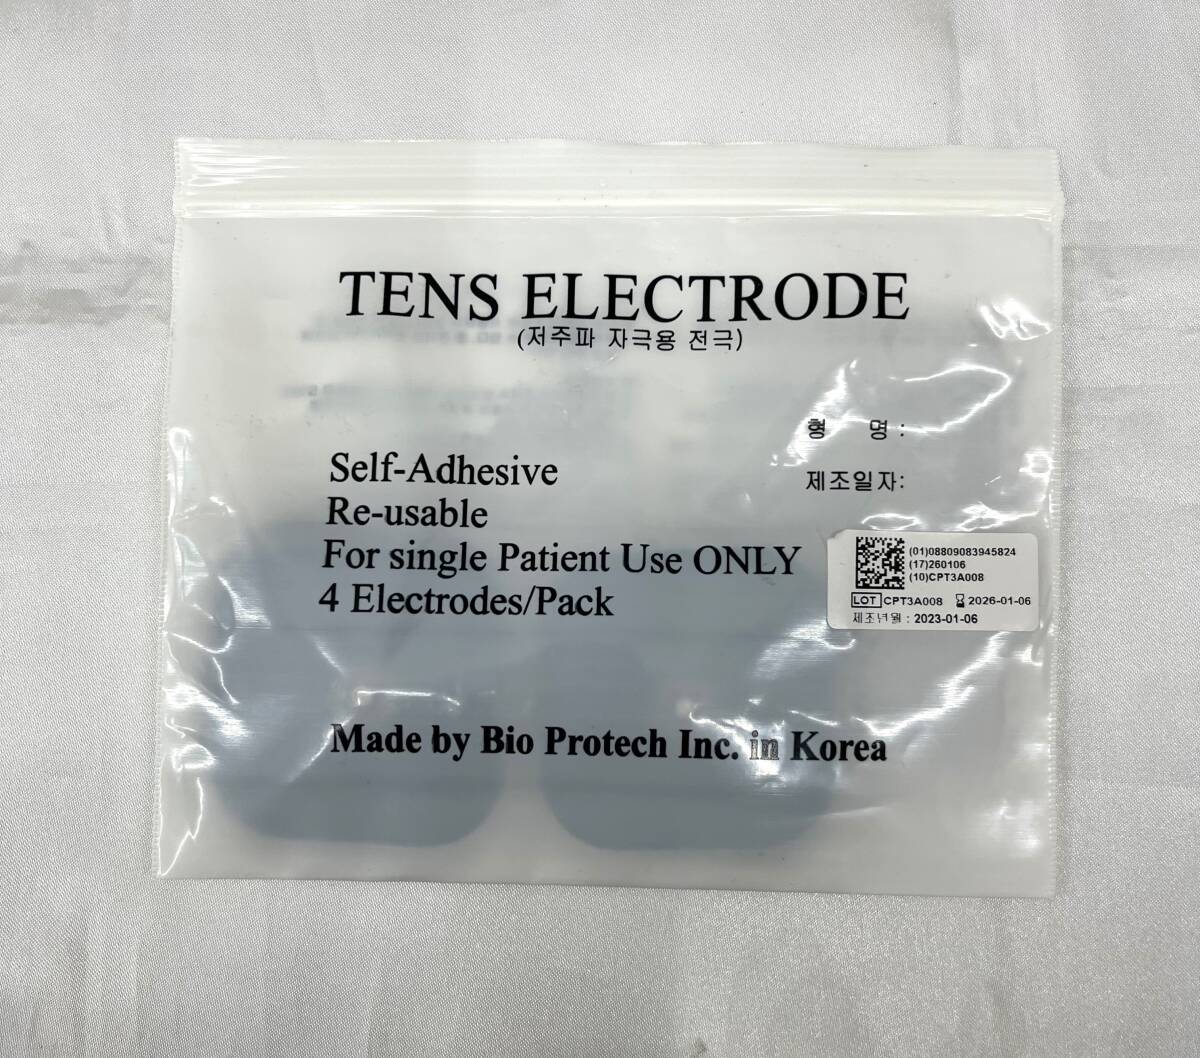 TENS ELECTRODE
(저주파 자극용 전극)
형 명 :
제조일자:
Self-Adhesive
Re-usable
For single Patient Use ONLY
4 Electrodes/Pack
(01)08809083945824
(17)260106
(10)CPT3A008
LOT CPT3A008 2026-01-06
제조년월 : 2023-01-06
Made by Bio Protech Inc. in Korea